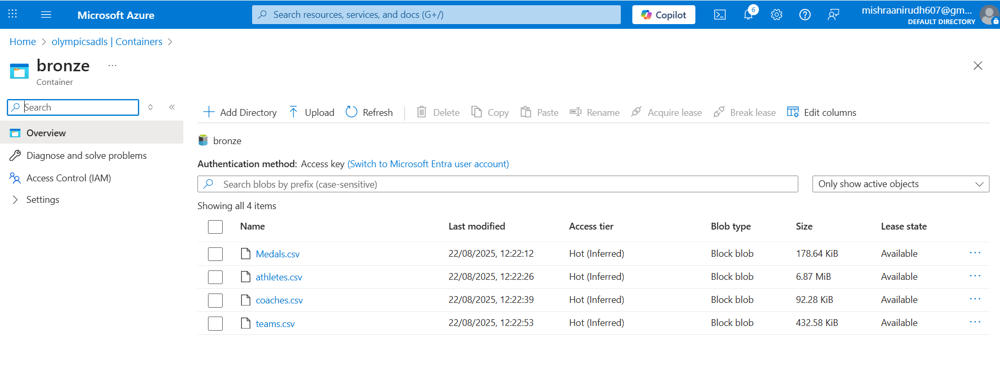 Microsoft Azure
Search resources, services, and docs (G+/)
Copilot
6
mishraanirudh607@gm...
DEFAULT DIRECTORY
Home > olympicsadls | Containers >
bronze ...
Container
Search
Overview
Diagnose and solve problems
Access Control (IAM)
Settings
Add Directory Upload Refresh Delete Copy Paste Rename Acquire lease Break lease Edit columns
bronze
Authentication method: Access key (Switch to Microsoft Entra user account)
Search blobs by prefix (case-sensitive)
Only show active objects
Showing all 4 items
Name Last modified Access tier Blob type Size Lease state
Medals.csv 22/08/2025, 12:22:12 Hot (Inferred) Block blob 178.64 KiB Available ...
athletes.csv 22/08/2025, 12:22:26 Hot (Inferred) Block blob 6.87 MiB Available ...
coaches.csv 22/08/2025, 12:22:39 Hot (Inferred) Block blob 92.28 KiB Available ...
teams.csv 22/08/2025, 12:22:53 Hot (Inferred) Block blob 432.58 KiB Available ...